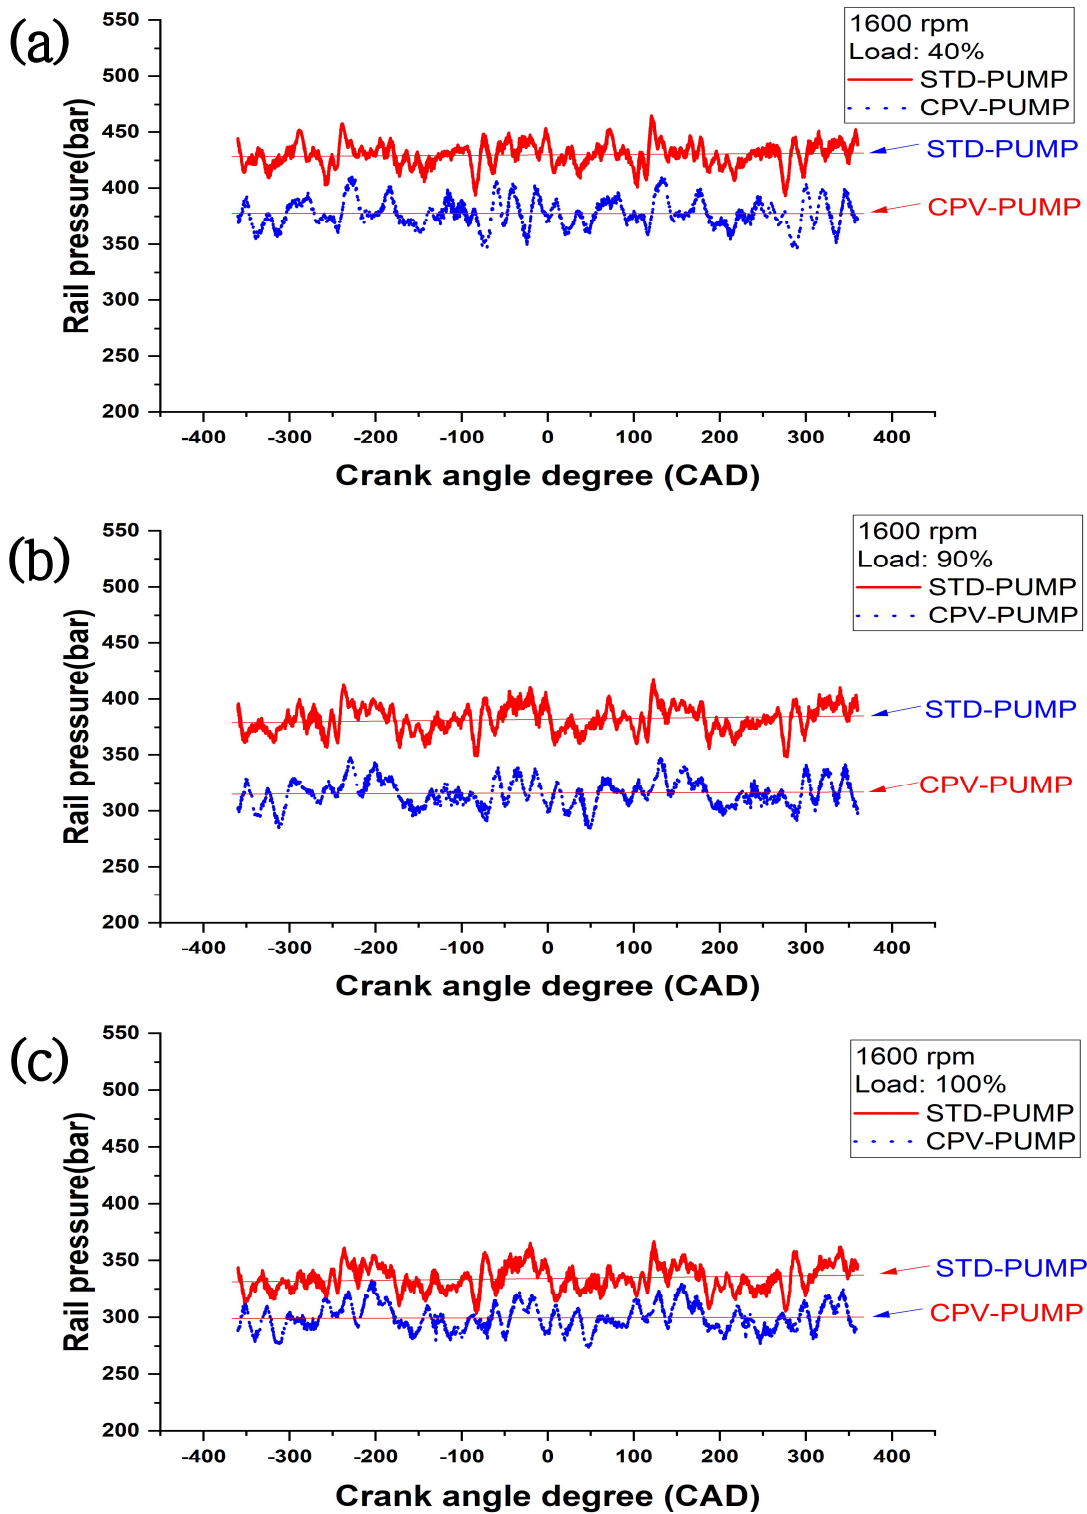 (a)
550
500
450
400
350
300
250
200
Rail pressure(bar)
-400 -300 -200 -100 0 100 200 300 400
Crank angle degree (CAD)
1600 rpm
Load: 40%
STD-PUMP
CPV-PUMP
STD-PUMP
CPV-PUMP
(b)
550
500
450
400
350
300
250
200
Rail pressure(bar)
-400 -300 -200 -100 0 100 200 300 400
Crank angle degree (CAD)
1600 rpm
Load: 90%
STD-PUMP
CPV-PUMP
STD-PUMP
CPV-PUMP
(c)
550
500
450
400
350
300
250
200
Rail pressure(bar)
-400 -300 -200 -100 0 100 200 300 400
Crank angle degree (CAD)
1600 rpm
Load: 100%
STD-PUMP
CPV-PUMP
STD-PUMP
CPV-PUMP